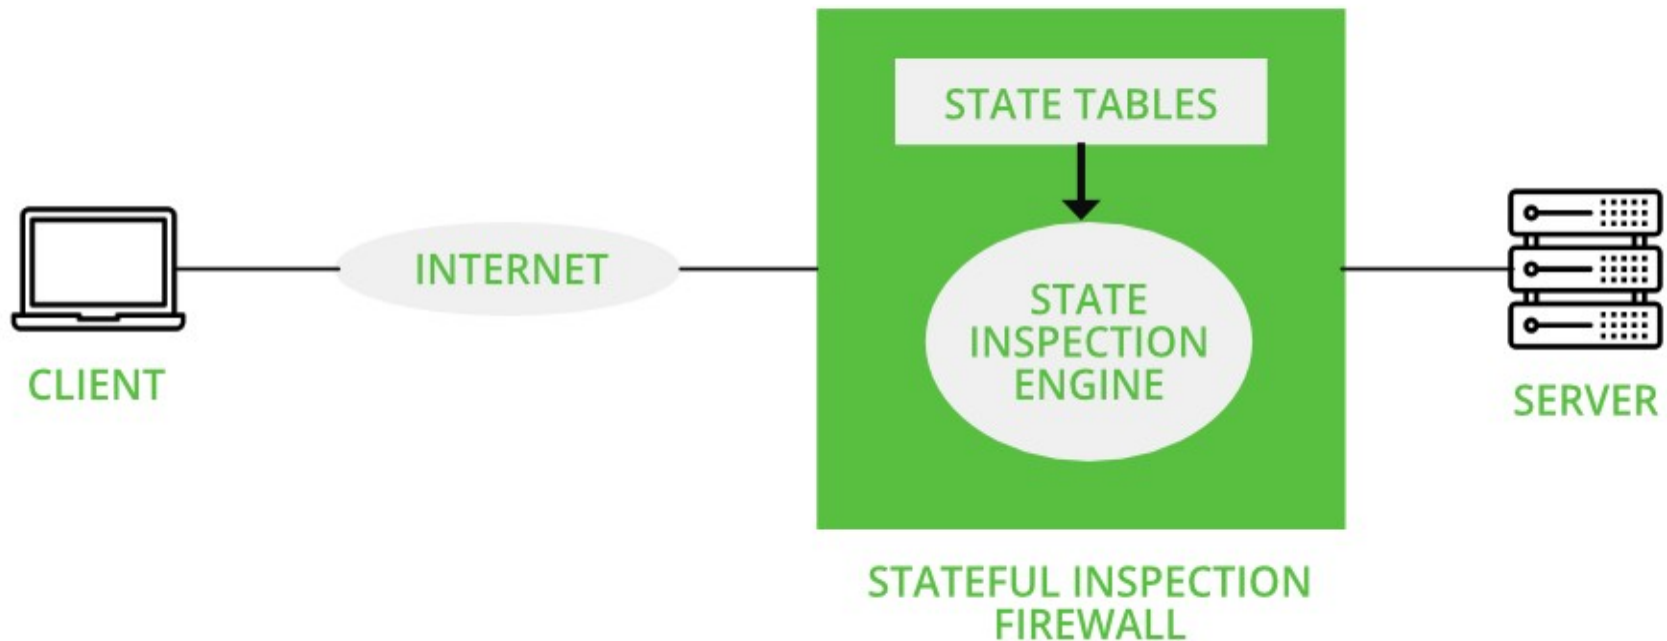 STATE TABLES
INTERNET
STATE
INSPECTION
ENGINE
CLIENT
SERVER
STATEFUL INSPECTION
FIREWALL